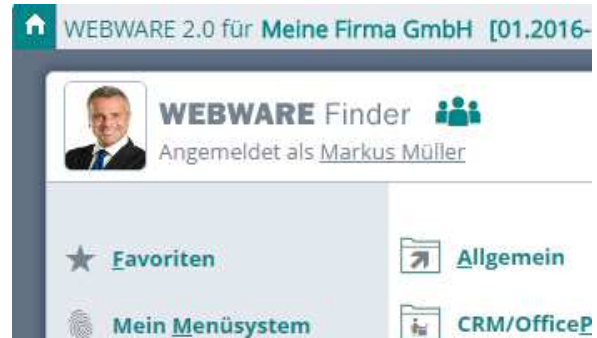 WEBWARE 2.0 für Meine Firma GmbH [01.2016-
WEBWARE Finder
Angemeldet als Markus Müller
Favoriten
Allgemein
Mein Menüsystem
CRM/OfficeP